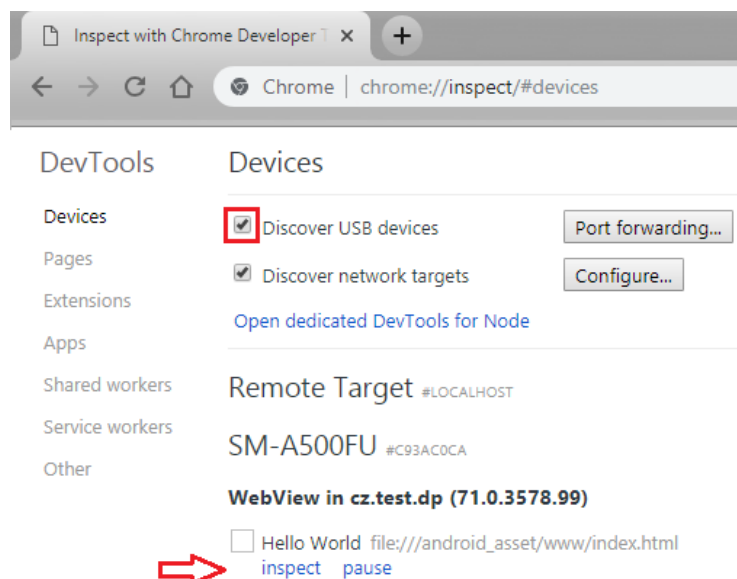 Inspect with Chrome Developer T
Chrome | chrome://inspect/#devices
DevTools
Devices
Pages
Extensions
Apps
Shared workers
Service workers
Other
Devices
Discover USB devices Port forwarding...
Discover network targets Configure...
Open dedicated DevTools for Node
Remote Target #LOCALHOST
SM-A500FU #C93AC0CA
WebView in cz.test.dp (71.0.3578.99)
Hello World file:///android_asset/www/index.html
inspect pause